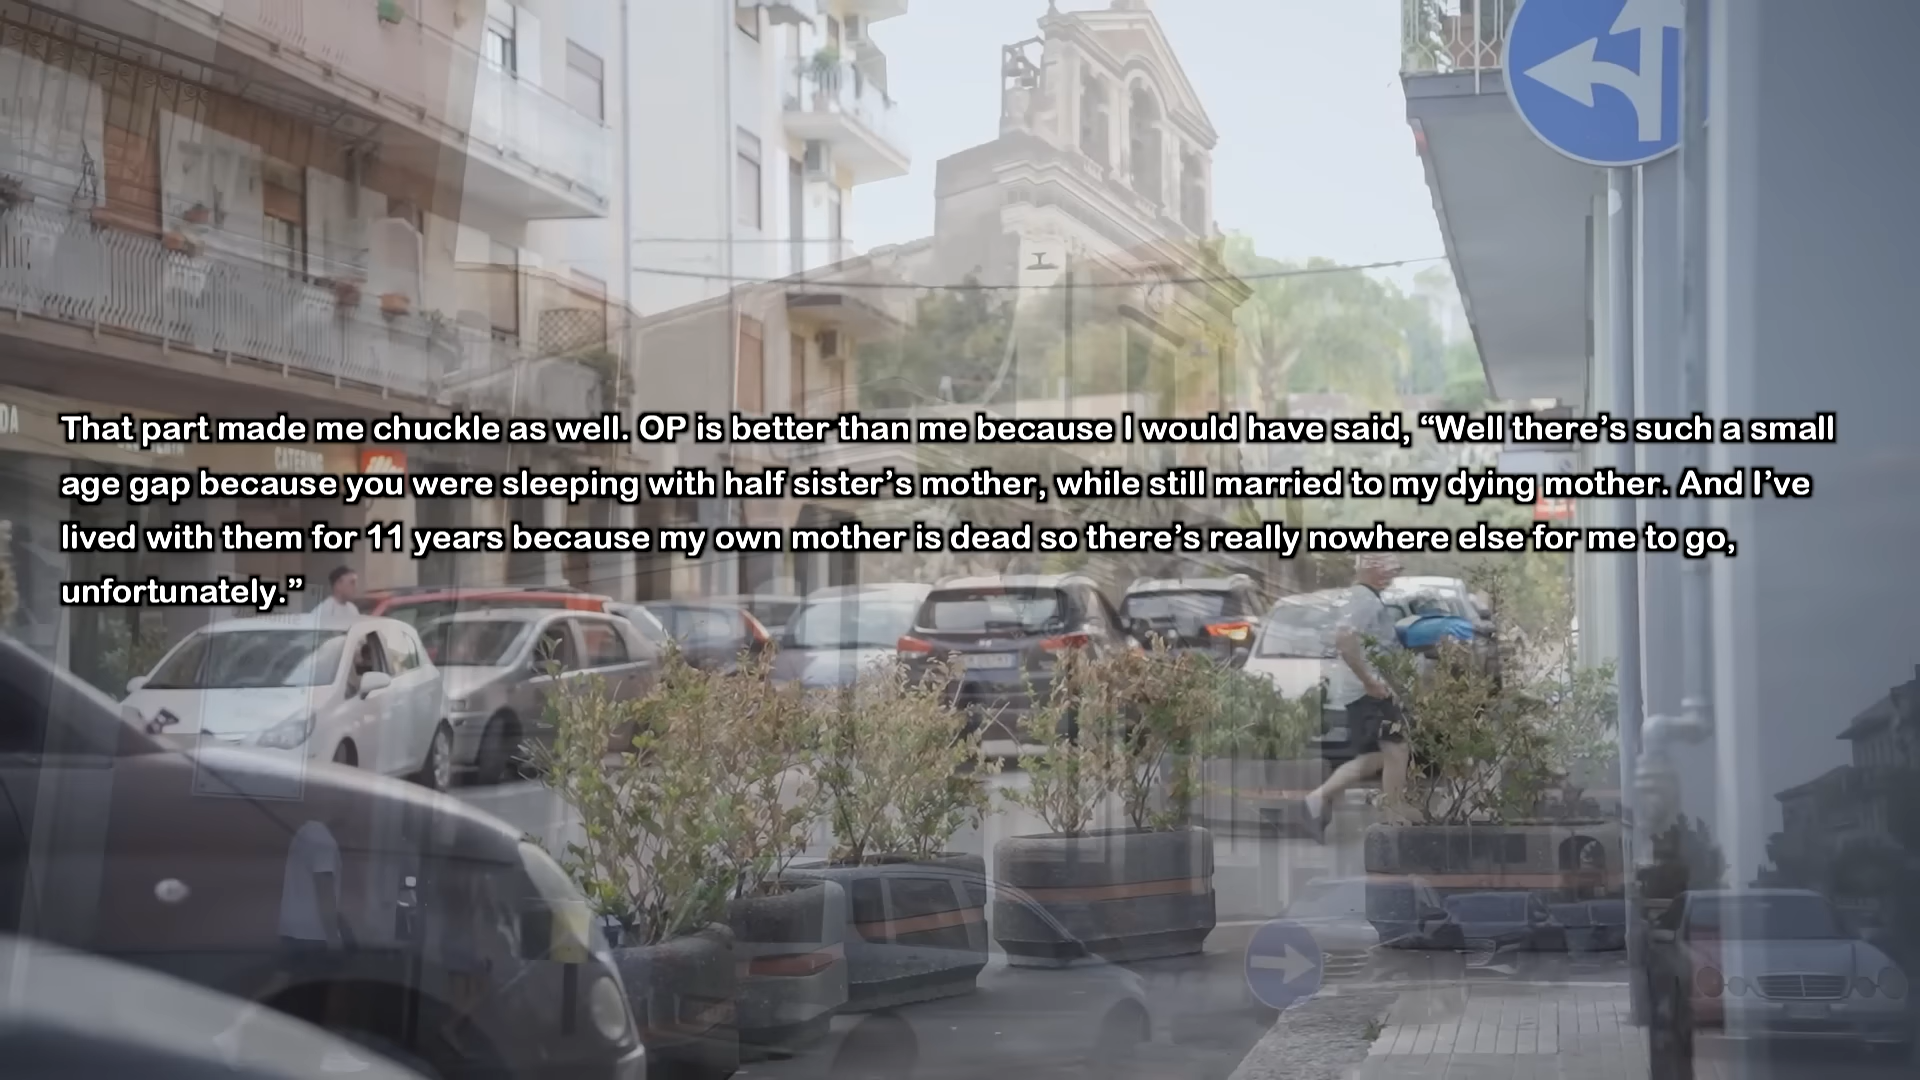 That part made me chuckle as well. OP is better than me because I would have said, “Well there’s such a small
age gap because you were sleeping with half sister’s mother, while still married to my dying mother. And I’ve
lived with them for 11 years because my own mother is dead so there’s really nowhere else for me to go,
unfortunately.”
CATERING